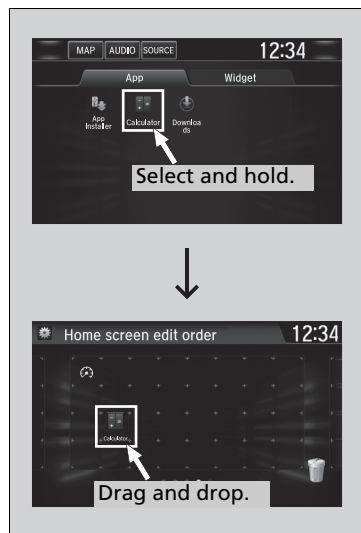 MAP AUDIO SOURCE 12:34
App Widget
App
Installer
Calculator
Downloa
ds
Select and hold.
Home screen edit order 12:34
Calculator
Drag and drop.